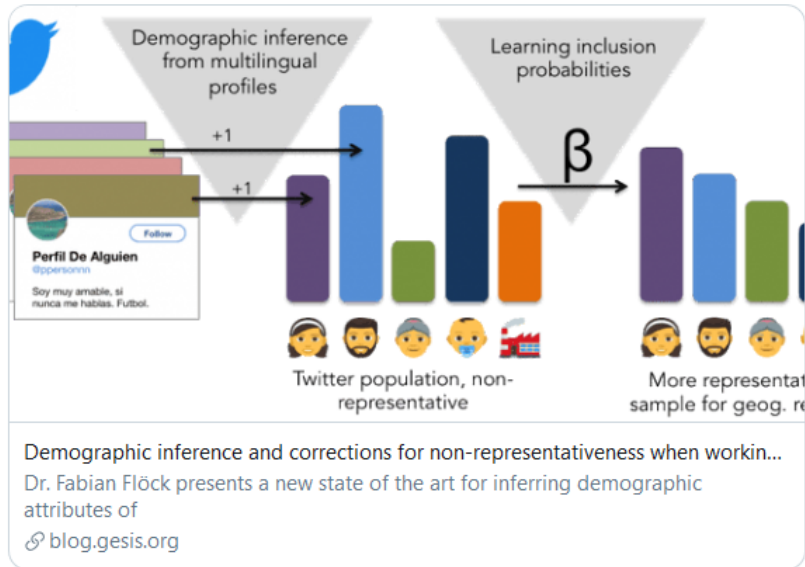 Demographic inference
from multilingual
profiles
Learning inclusion
probabilities
+1
+1
β
Follow
Perfil De Alguien
@ppersonnn
Soy muy amable, si
nunca me hablas. Futbol.
Twitter population, non-
representative
More representat
sample for geog. re
Demographic inference and corrections for non-representativeness when workin...
Dr. Fabian Flöck presents a new state of the art for inferring demographic
attributes of
blog.gesis.org